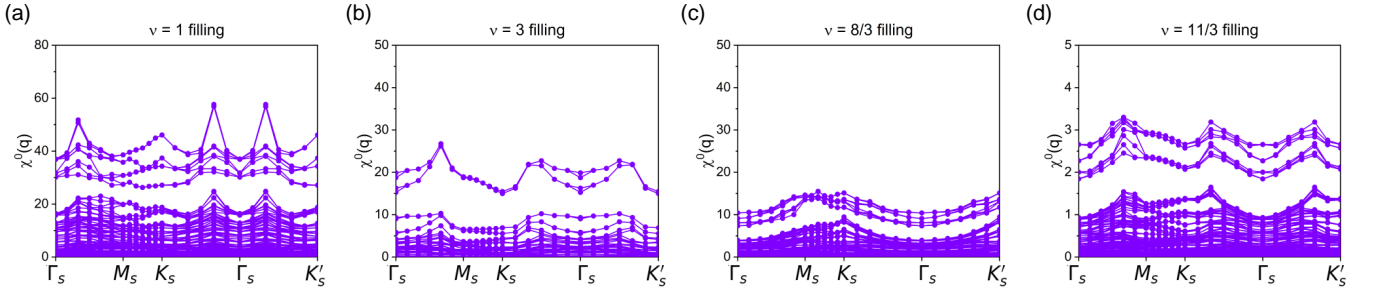 (a)
ν = 1 filling
χ⁰(q)
80
60
40
20
0
Γs
Ms
Ks
Γs
K's
(b)
ν = 3 filling
χ⁰(q)
50
40
30
20
10
0
Γs
Ms
Ks
Γs
K's
(c)
ν = 8/3 filling
χ⁰(q)
50
40
30
20
10
0
Γs
Ms
Ks
Γs
K's
(d)
ν = 11/3 filling
χ⁰(q)
5
4
3
2
1
0
Γs
Ms
Ks
Γs
K's